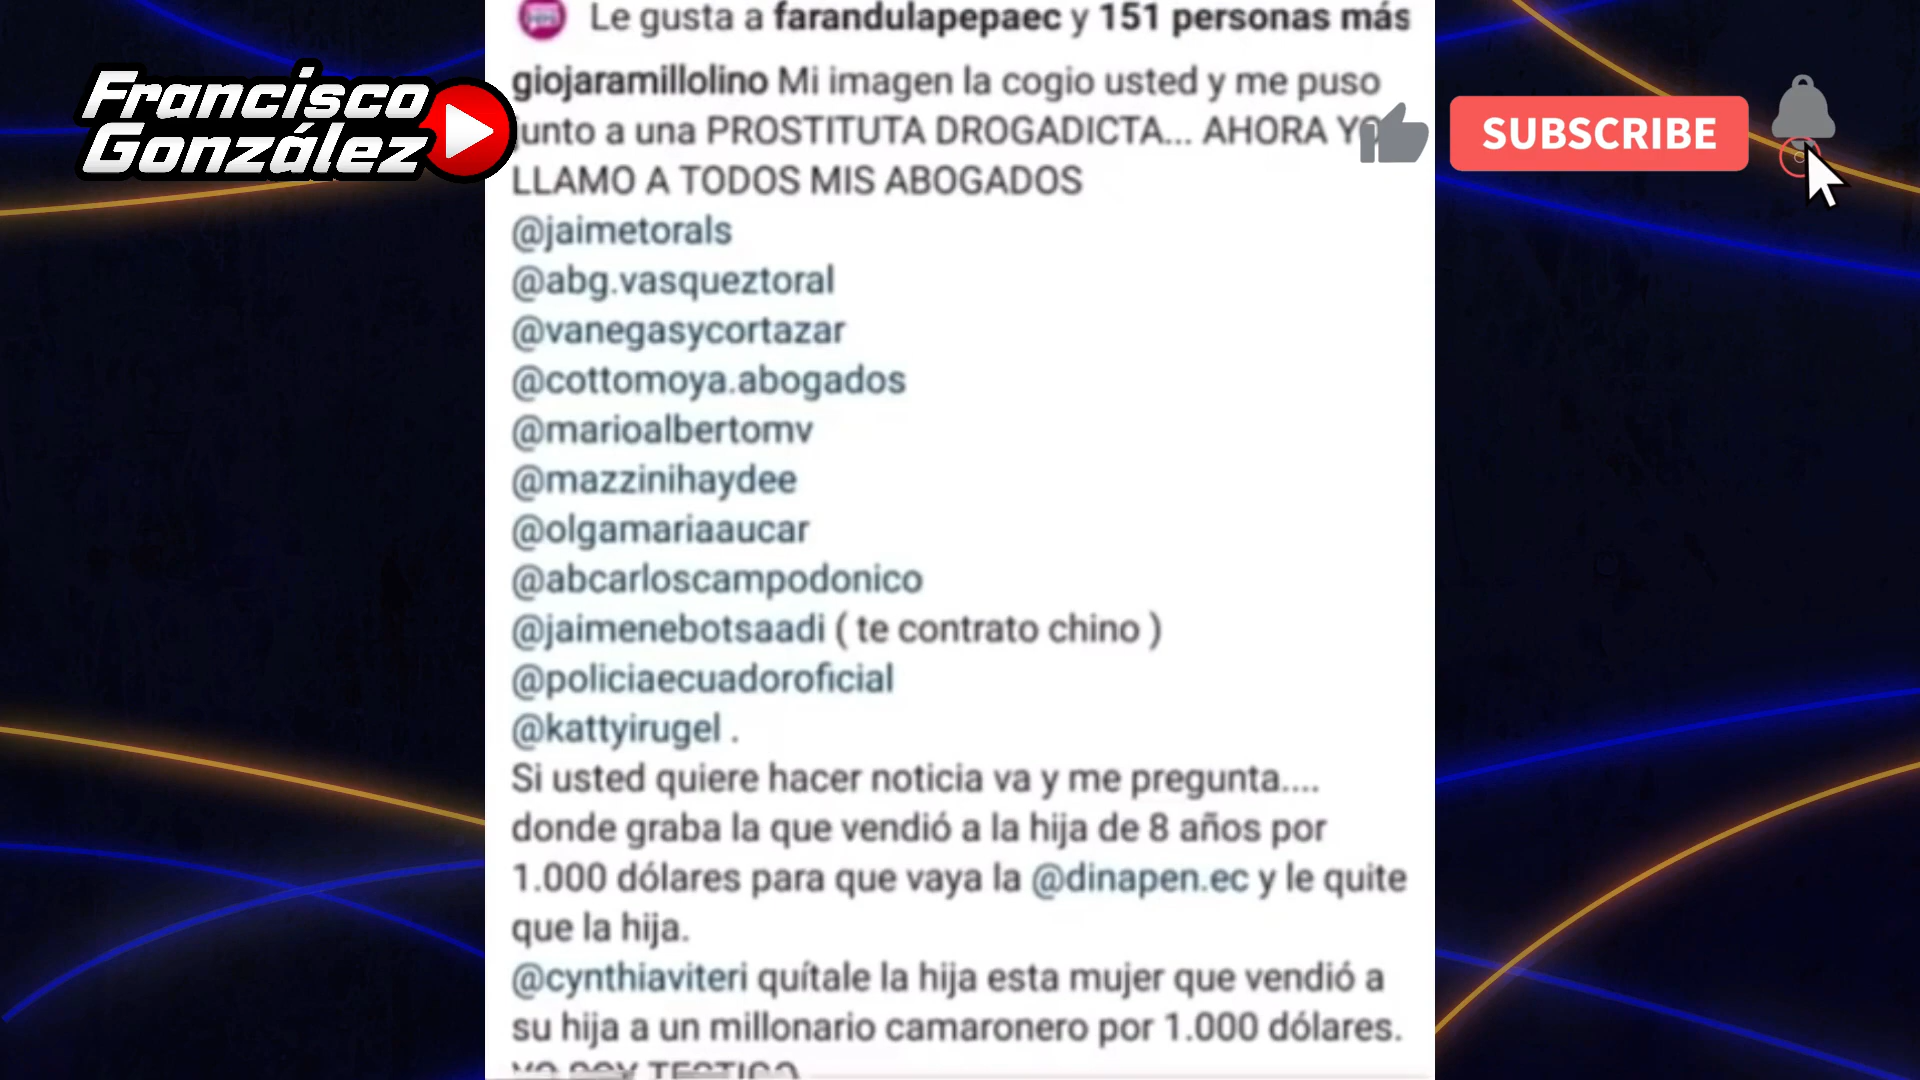 Le gusta a farandulapepaec y 151 personas más
giojaramillolino Mi imagen la cogio usted y me puso
junto a una PROSTITUTA DROGADICTA... AHORA YO
LLAMO A TODOS MIS ABOGADOS
@jaimetorals
@abg.vasqueztoral
@vanegasycortazar
@cottomoya.abogados
@marioalbertomv
@mazzinihaydee
@olgamariaaucar
@abcarloscampodonico
@jaimenebotsaadi ( te contrato chino )
@policiaecuadoroficial
@kattyirugel .
Si usted quiere hacer noticia va y me pregunta....
donde graba la que vendió a la hija de 8 años por
1.000 dólares para que vaya la @dinapen.ec y le quite
que la hija.
@cynthiaviteri quítale la hija esta mujer que vendió a
su hija a un millonario camaronero por 1.000 dólares.
YO SOY TESTIGO
Francisco
González
SUBSCRIBE